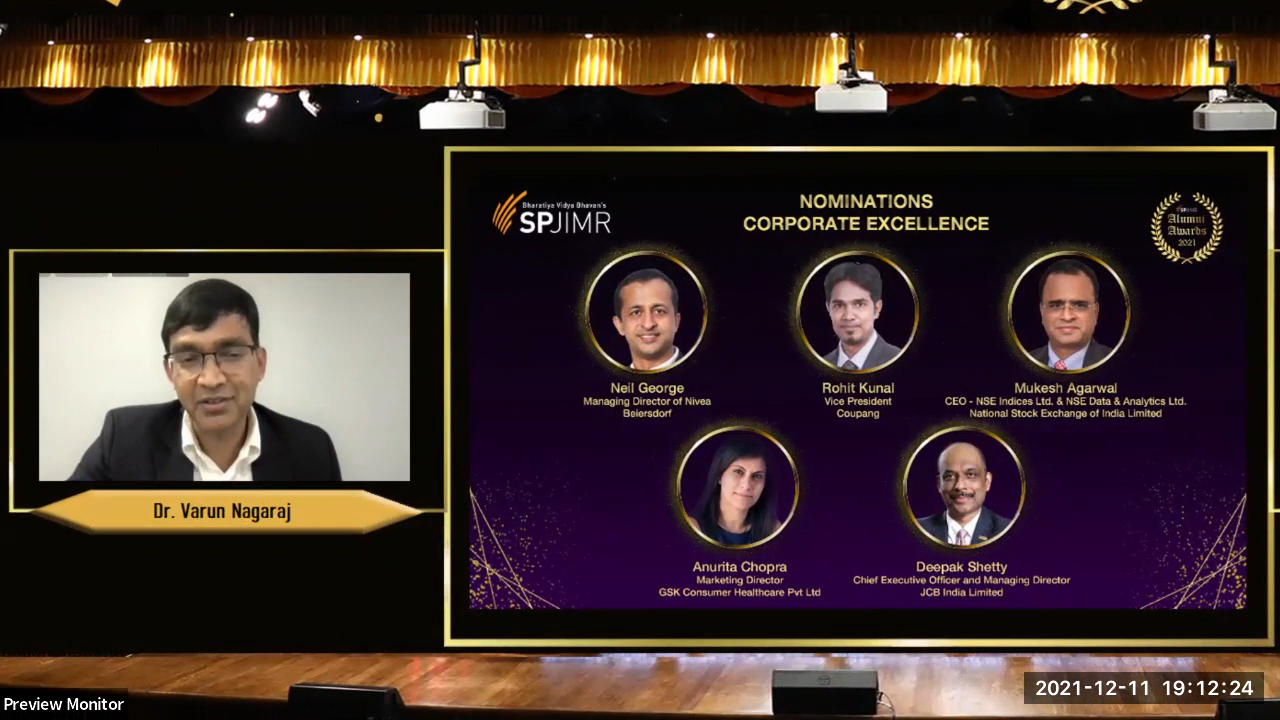 Bharatiya Vidya Bhavan's
SPJIMR
NOMINATIONS
CORPORATE EXCELLENCE
SPJIMR
Alumni
Awards
2021
Neil George
Managing Director of Nivea
Beiersdorf
Rohit Kunal
Vice President
Coupang
Mukesh Agarwal
CEO - NSE Indices Ltd. & NSE Data & Analytics Ltd.
National Stock Exchange of India Limited
Dr. Varun Nagaraj
Anurita Chopra
Marketing Director
GSK Consumer Healthcare Pvt Ltd
Deepak Shetty
Chief Executive Officer and Managing Director
JCB India Limited
Preview Monitor
2021-12-11 19:12:24